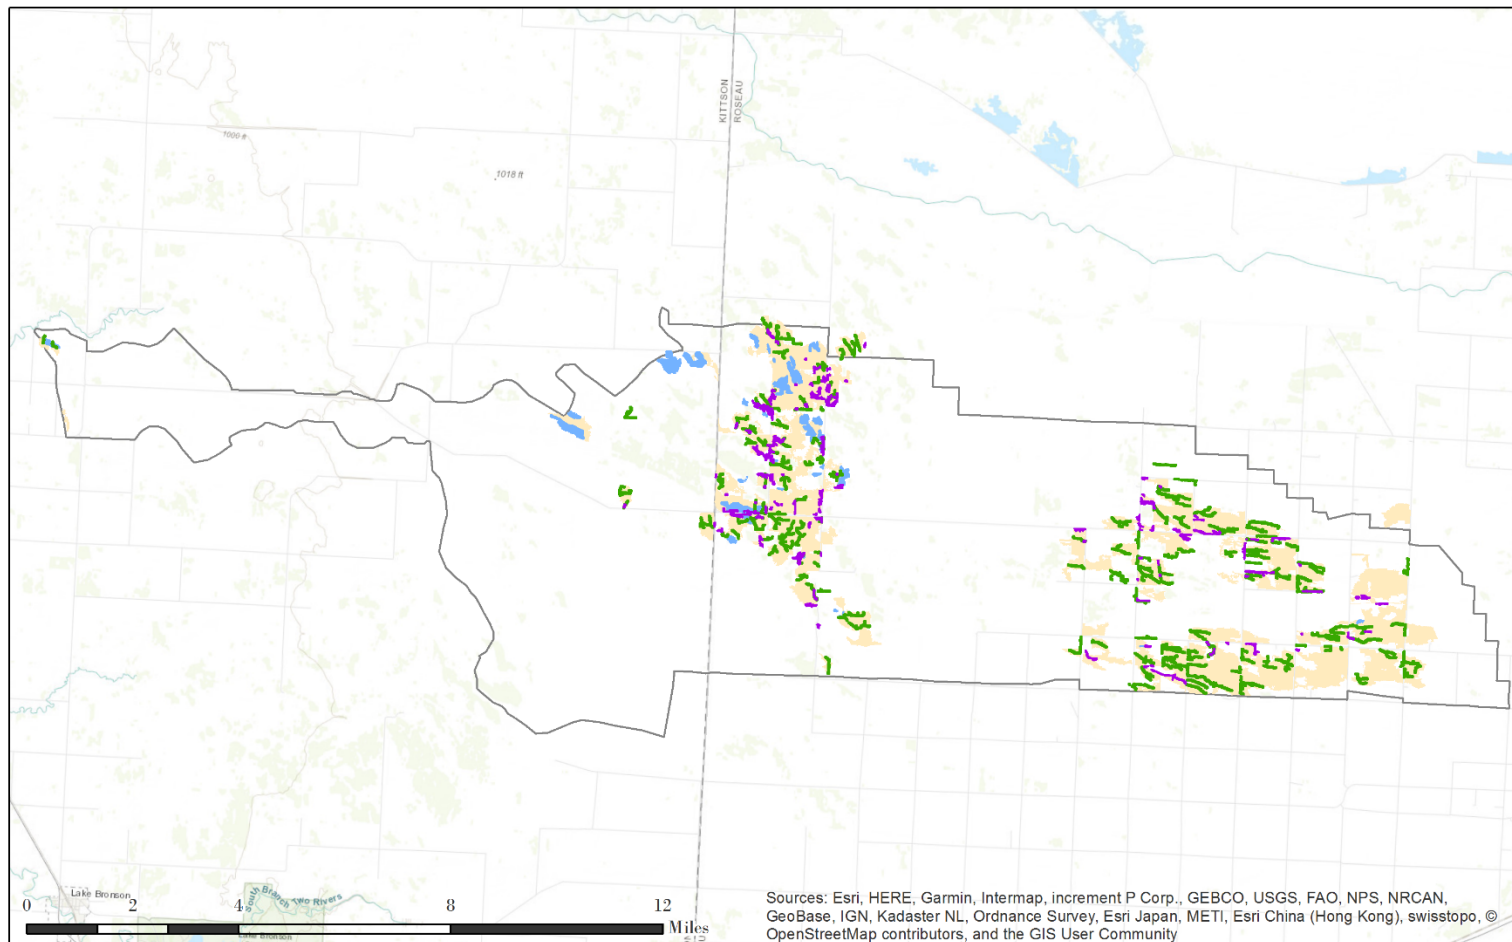 KITTSON
ROSEAU
1000 ft
1018 ft
Lake Bronson
South Branch Two Rivers
Lake Bronson
0 2 4 8 12
Miles
Sources: Esri, HERE, Garmin, Intermap, increment P Corp., GEBCO, USGS, FAO, NPS, NRCAN,
GeoBase, IGN, Kadaster NL, Ordnance Survey, Esri Japan, METI, Esri China (Hong Kong), swisstopo, ©
OpenStreetMap contributors, and the GIS User Community